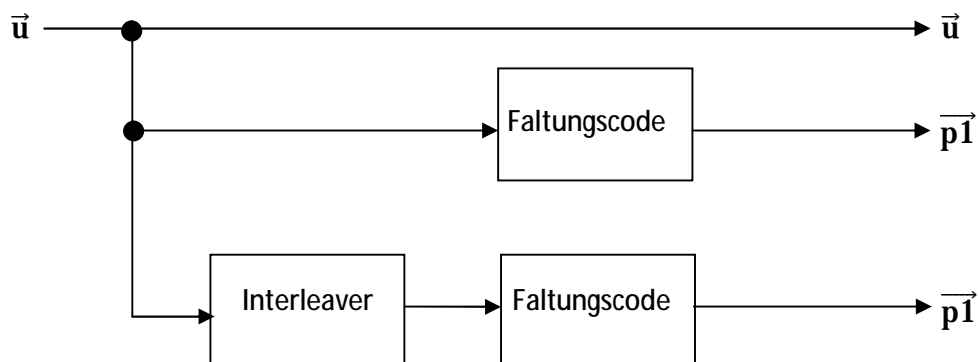 u⃗ u⃗
Faltungscode p1⃗
Interleaver Faltungscode p1⃗